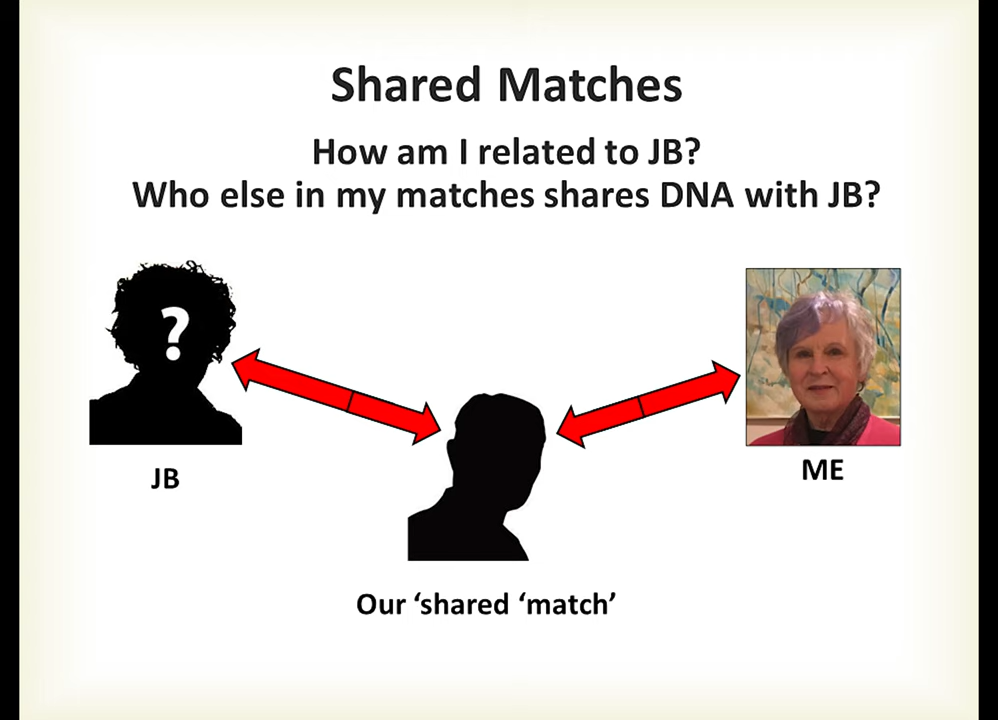 Shared Matches
How am I related to JB?
Who else in my matches shares DNA with JB?
?
JB
ME
Our ‘shared ‘match’